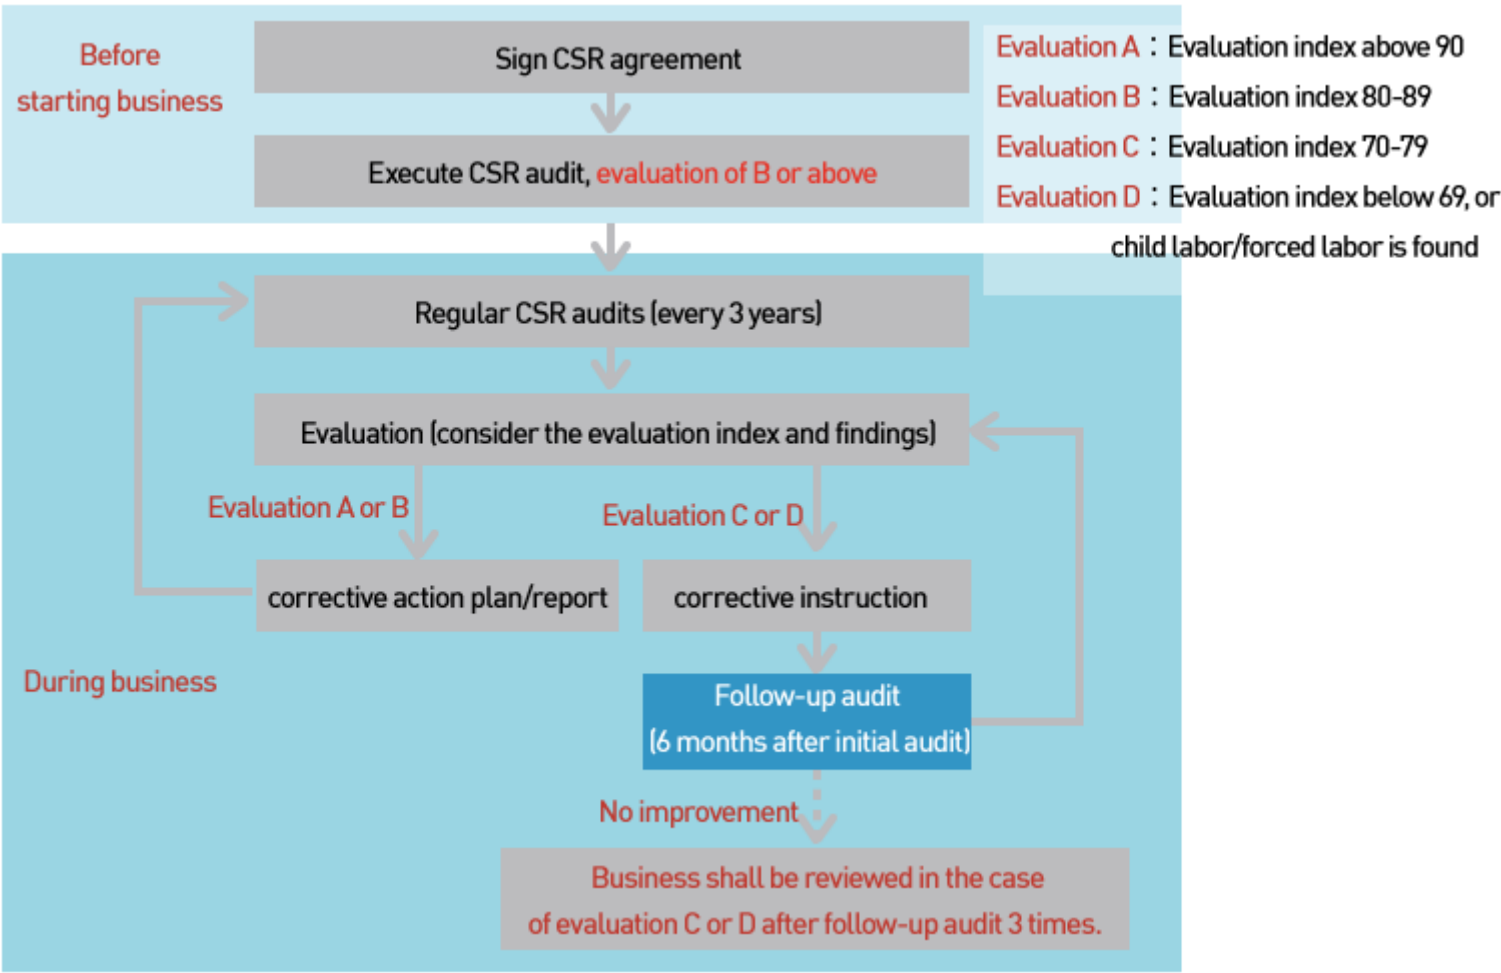 Before
starting business
Sign CSR agreement
Execute CSR audit, evaluation of B or above
Evaluation A : Evaluation index above 90
Evaluation B : Evaluation index 80-89
Evaluation C : Evaluation index 70-79
Evaluation D : Evaluation index below 69, or
child labor/forced labor is found
Regular CSR audits (every 3 years)
Evaluation (consider the evaluation index and findings)
Evaluation A or B
Evaluation C or D
corrective action plan/report
corrective instruction
During business
Follow-up audit
(6 months after initial audit)
No improvement
Business shall be reviewed in the case
of evaluation C or D after follow-up audit 3 times.